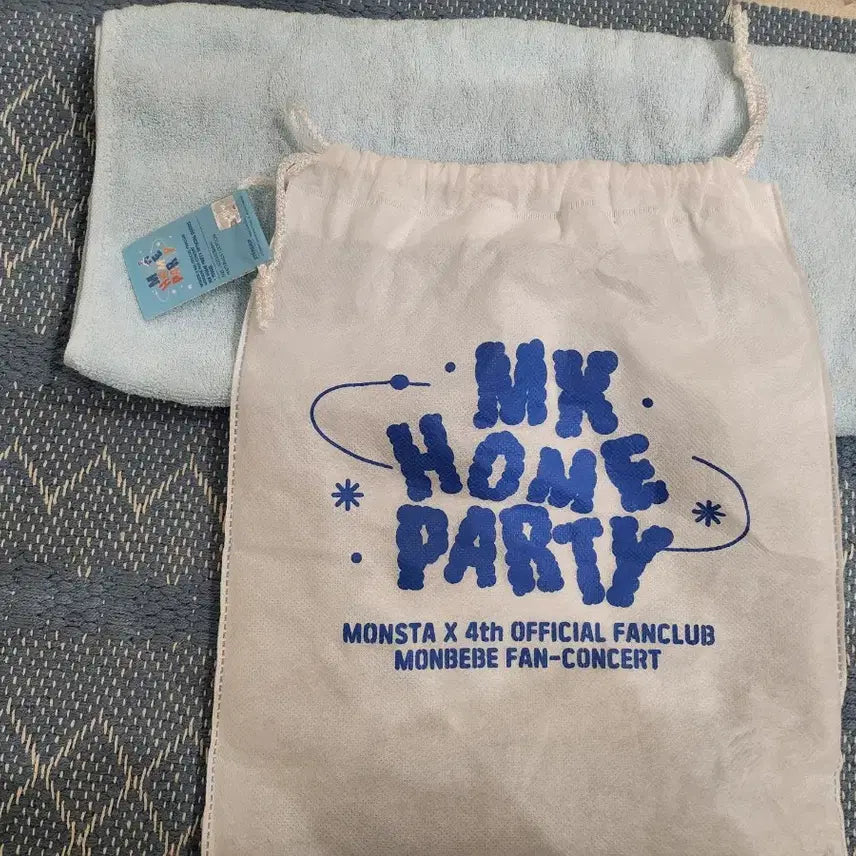 MX
HOME
PARTY
MONSTA X 4th OFFICIAL FANCLUB
MONBEBE FAN-CONCERT